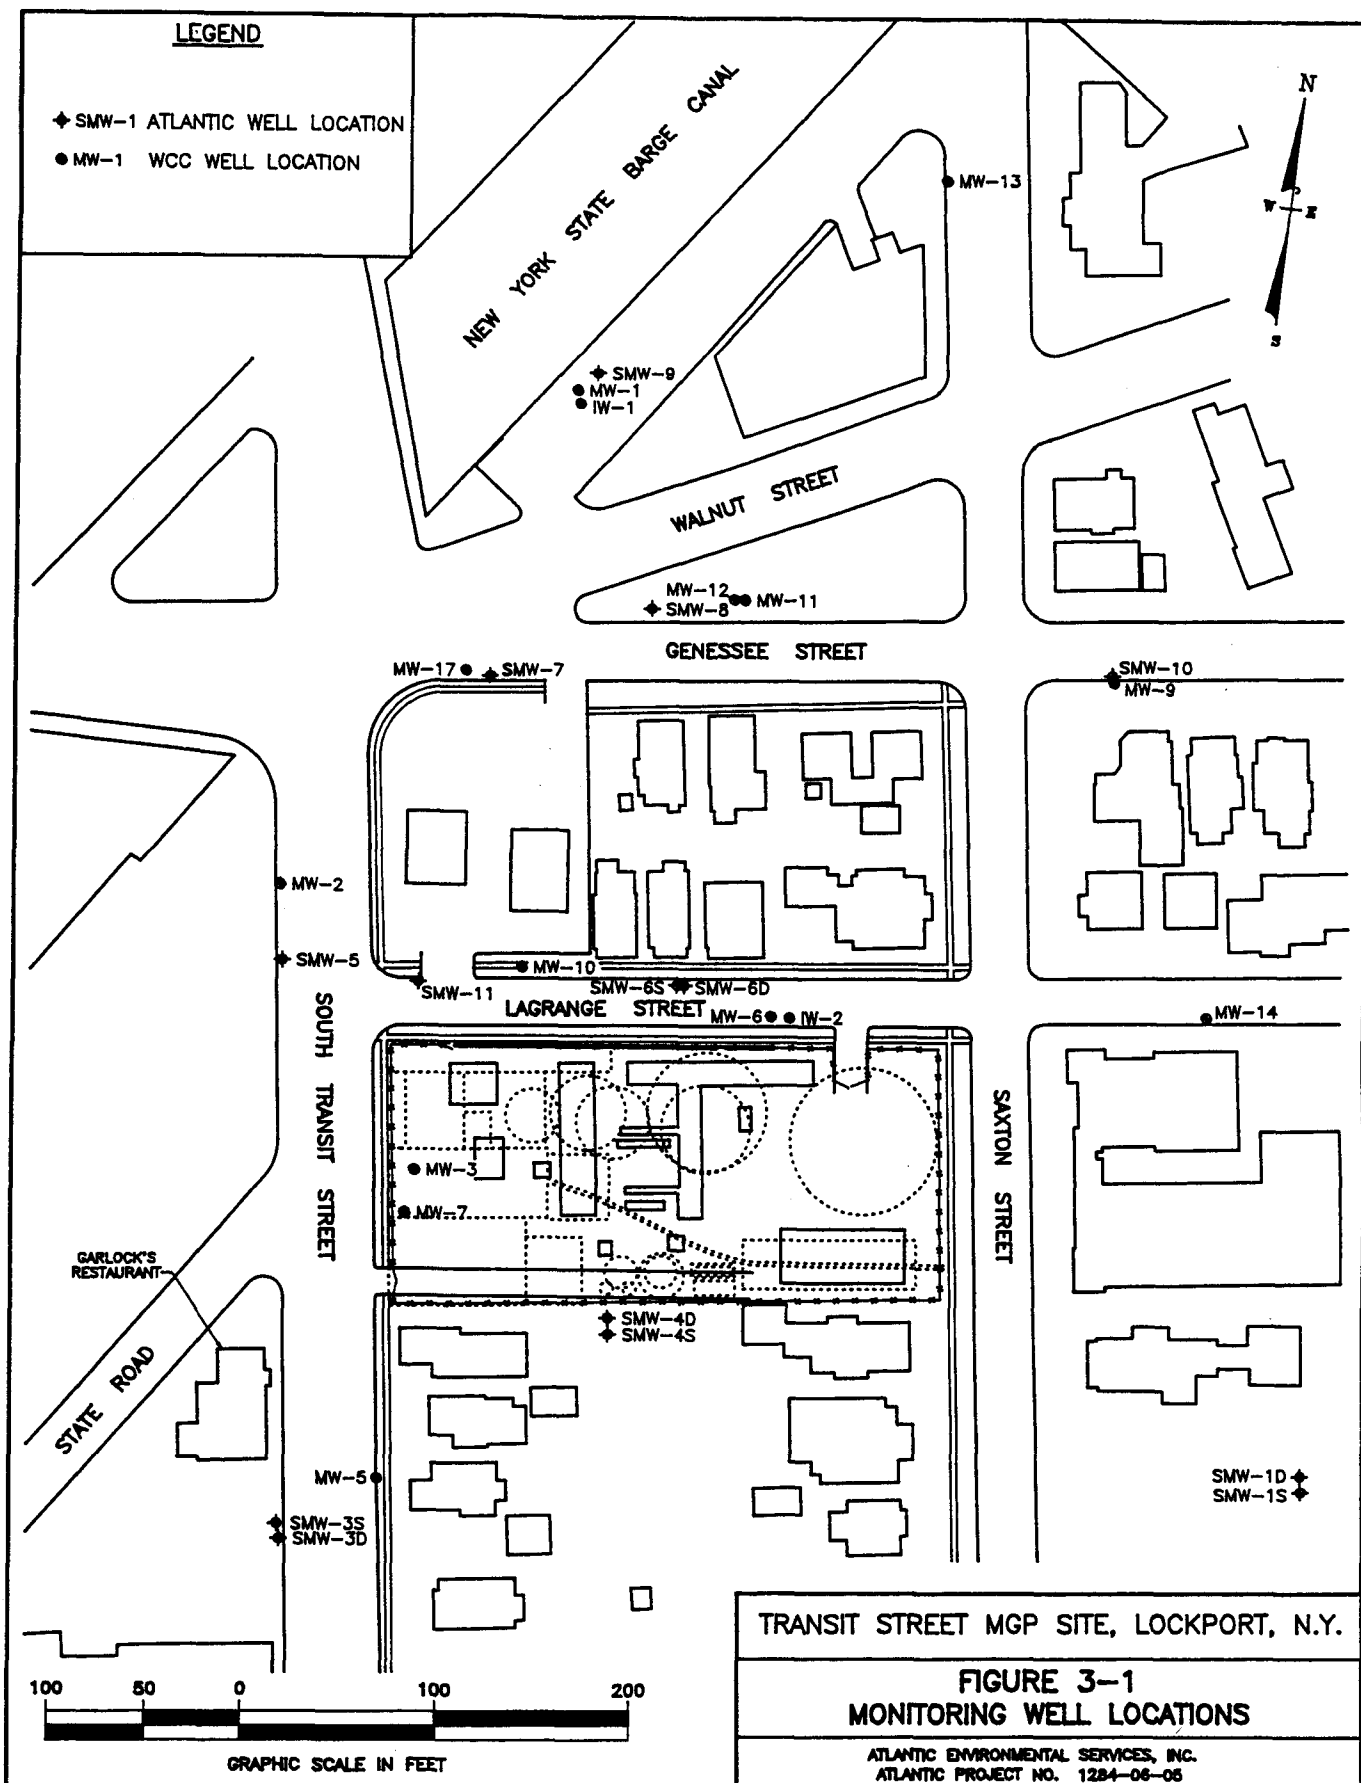 LEGEND
SMW-1 ATLANTIC WELL LOCATION
MW-1 WCC WELL LOCATION
NEW YORK STATE BARGE CANAL
N
W E
S
MW-13
SMW-9
MW-1
IW-1
WALNUT STREET
MW-12
MW-11
SMW-8
GENESSEE STREET
MW-17
SMW-7
SMW-10
MW-9
MW-2
SMW-5
MW-10
SMW-11
SMW-6S
SMW-6D
LAGRANGE STREET
MW-6
IW-2
MW-14
SOUTH TRANSIT STREET
SAXTON STREET
MW-3
MW-7
GARLOCK'S
RESTAURANT
STATE ROAD
SMW-4D
SMW-4S
MW-5
SMW-1D
SMW-1S
SMW-3S
SMW-3D
100 50 0 100 200
GRAPHIC SCALE IN FEET
TRANSIT STREET MGP SITE, LOCKPORT, N.Y.
FIGURE 3-1
MONITORING WELL LOCATIONS
ATLANTIC ENVIRONMENTAL SERVICES, INC.
ATLANTIC PROJECT NO. 1284-06-06